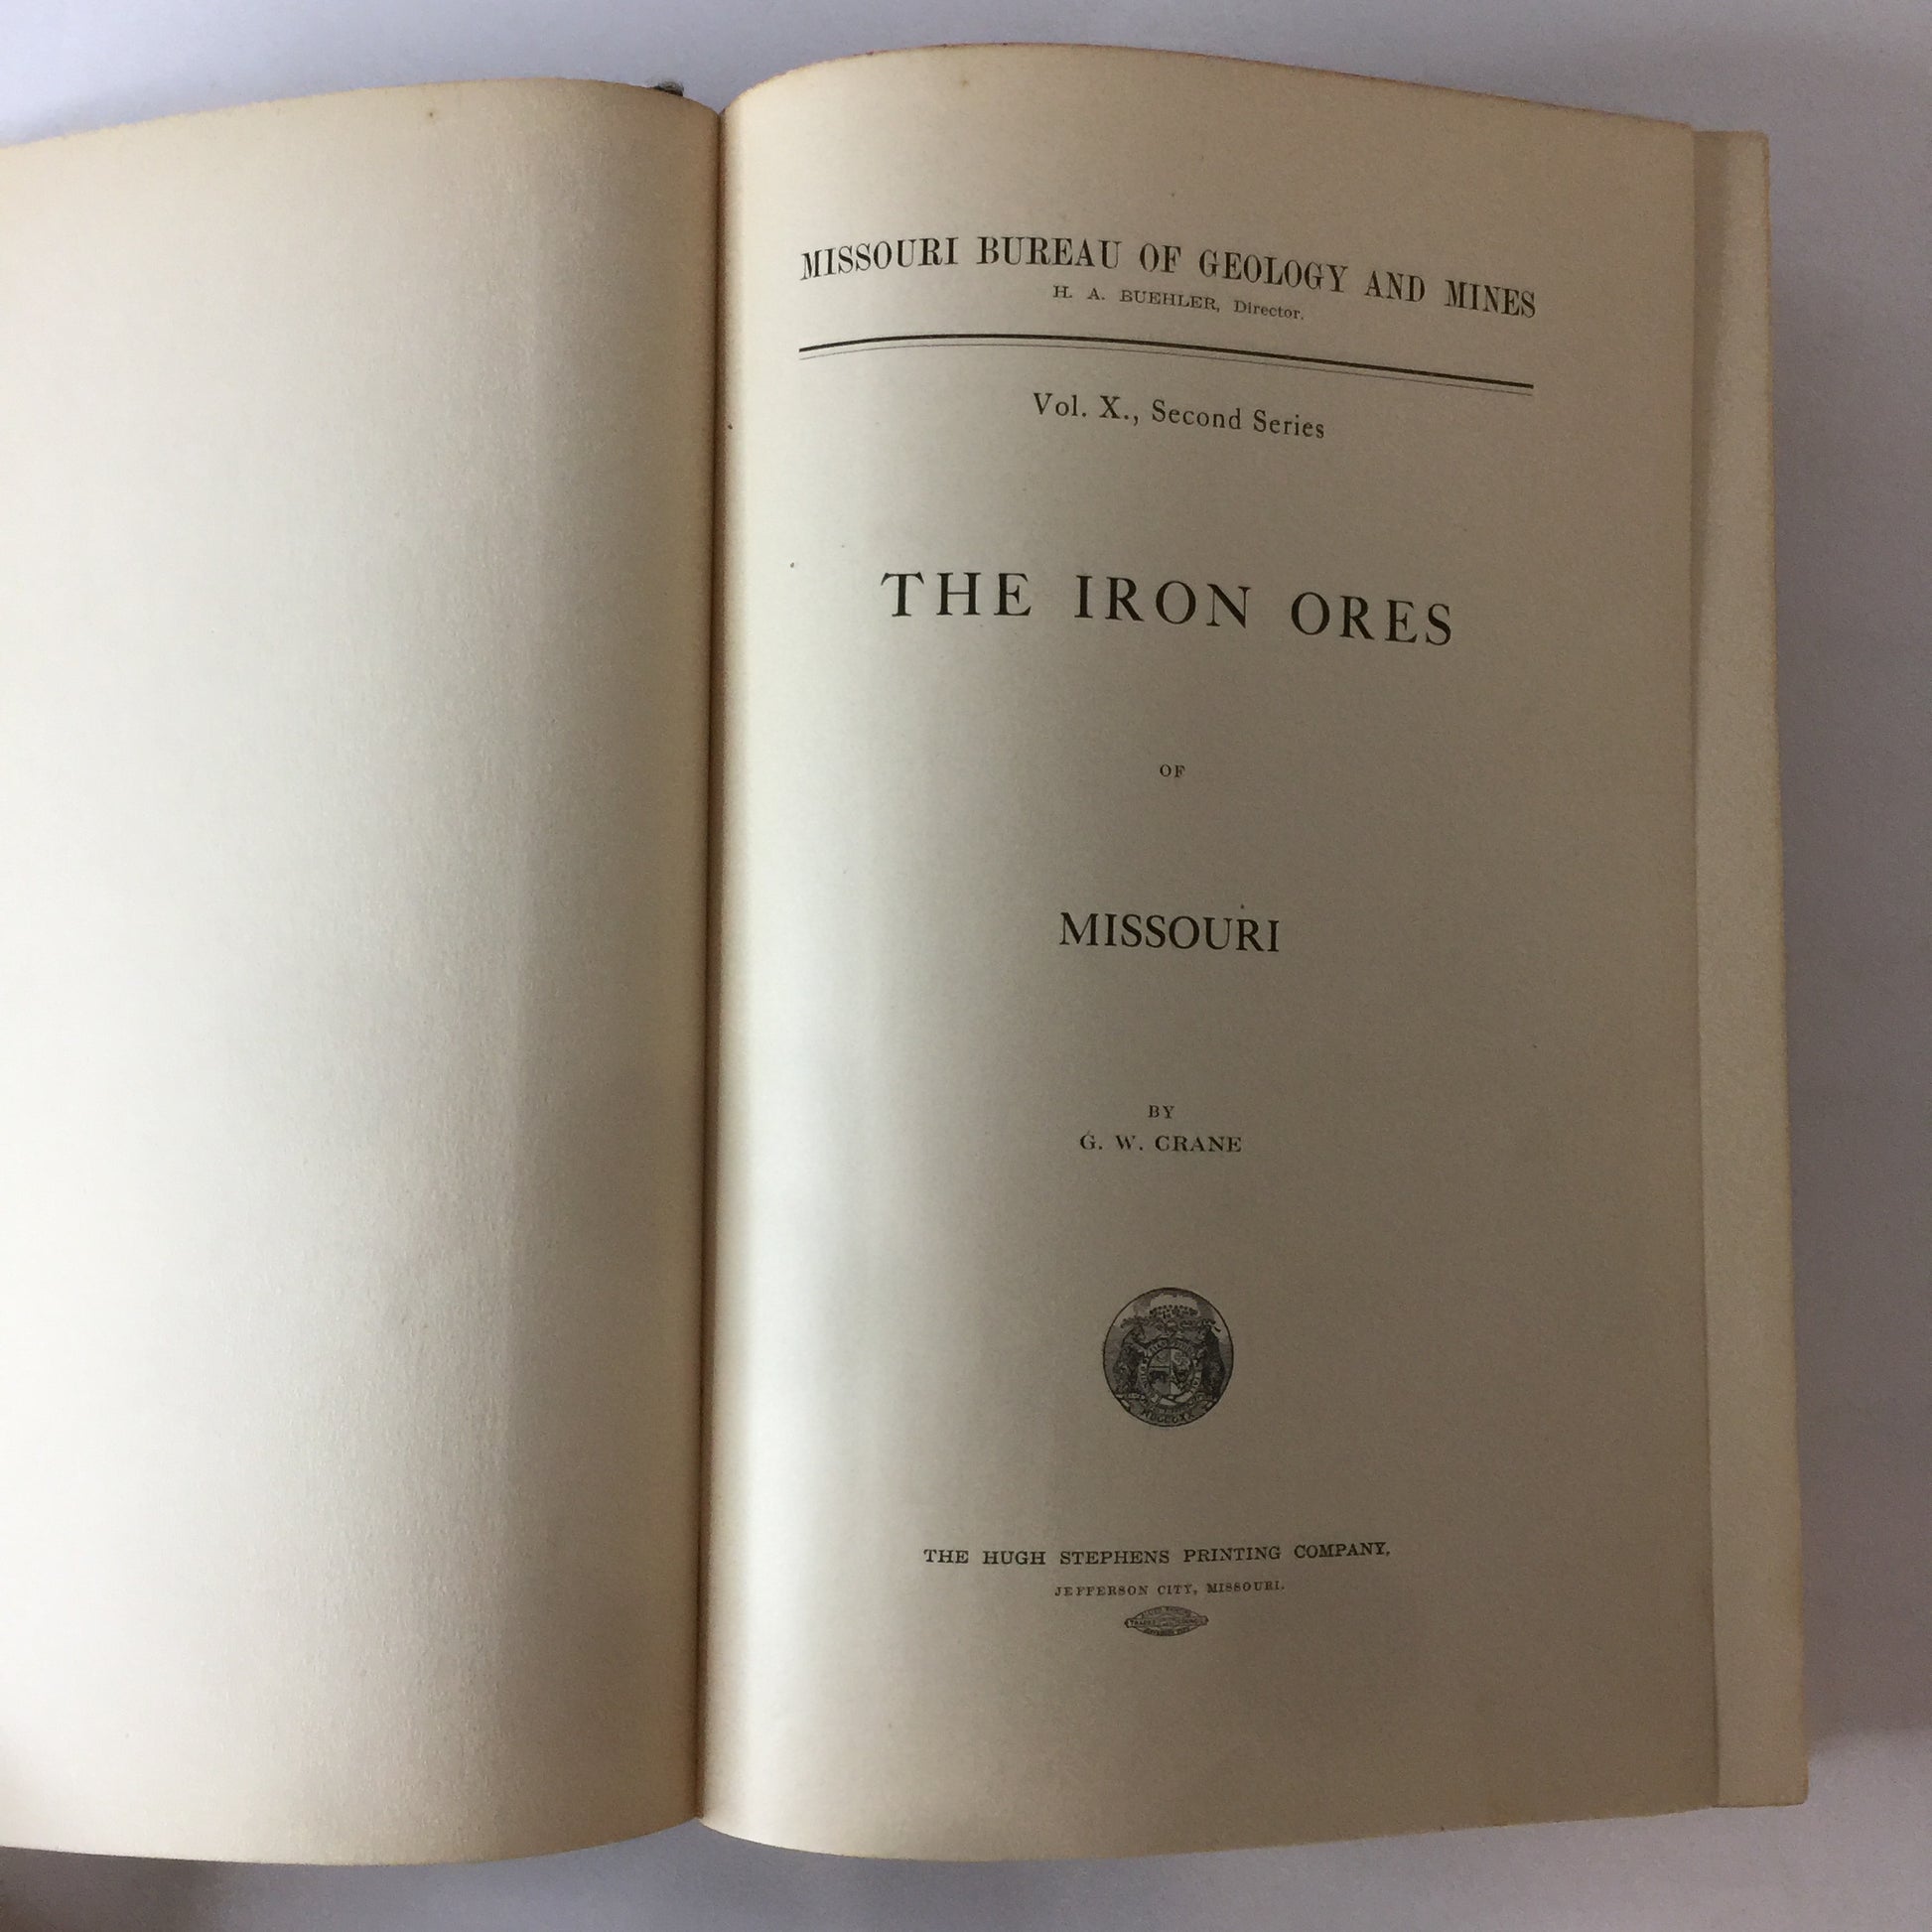 MISSOURI BUREAU OF GEOLOGY AND MINES
H. A. BUEHLER, Director.
Vol. X., Second Series
THE IRON ORES
OF
MISSOURI
BY
G. W. CRANE
THE HUGH STEPHENS PRINTING COMPANY,
JEFFERSON CITY, MISSOURI.